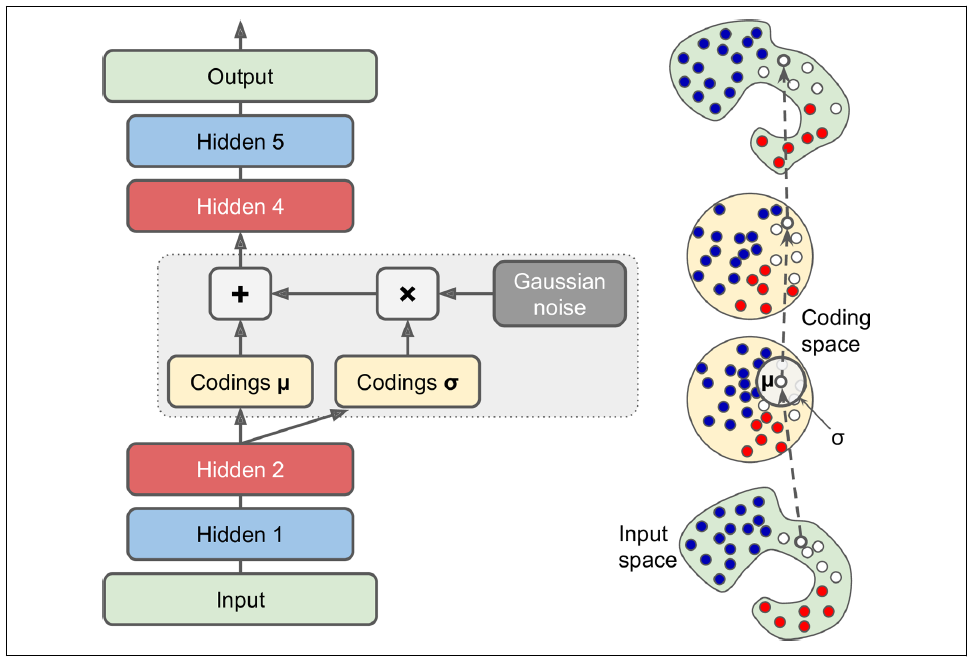 Output
Hidden 5
Hidden 4
+
×
Gaussian
noise
Codings μ
Codings σ
Hidden 2
Hidden 1
Input
Coding
space
μ
σ
Input
space